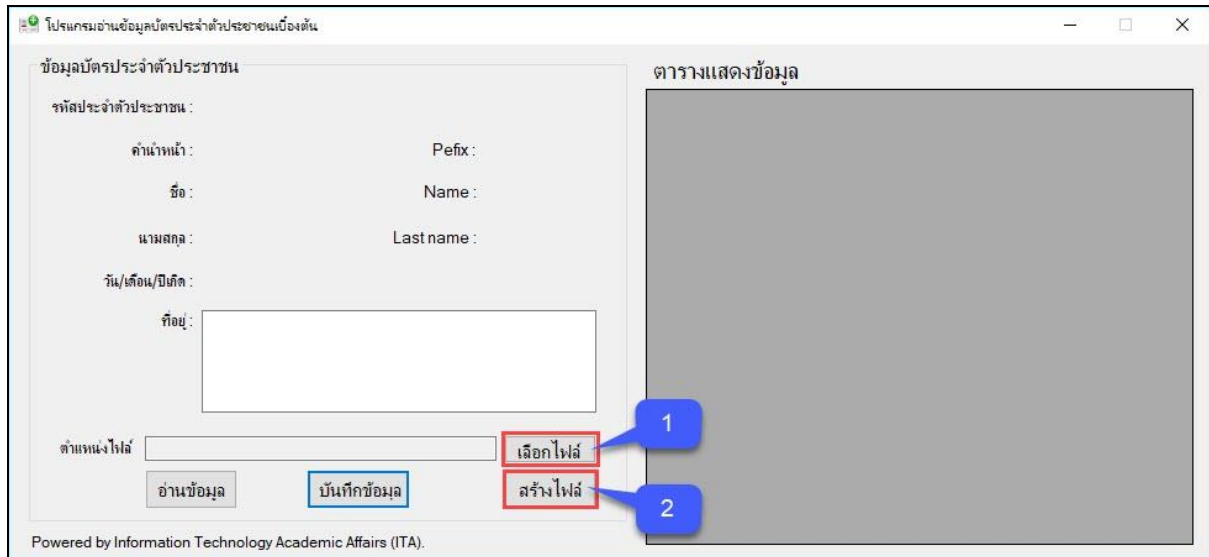 โปรแกรมอ่านข้อมูลบัตรประจำตัวประชาชนเบื้องต้น
ข้อมูลบัตรประจำตัวประชาชน
ตารางแสดงข้อมูล
รหัสประจำตัวประชาชน :
คำนำหน้า : Pefix :
ชื่อ : Name :
นามสกุล : Last name :
วัน/เดือน/ปีเกิด :
ที่อยู่ :
1
ตำแหน่งไฟล์ เลือกไฟล์
อ่านข้อมูล บันทึกข้อมูล สร้างไฟล์
2
Powered by Information Technology Academic Affairs (ITA).